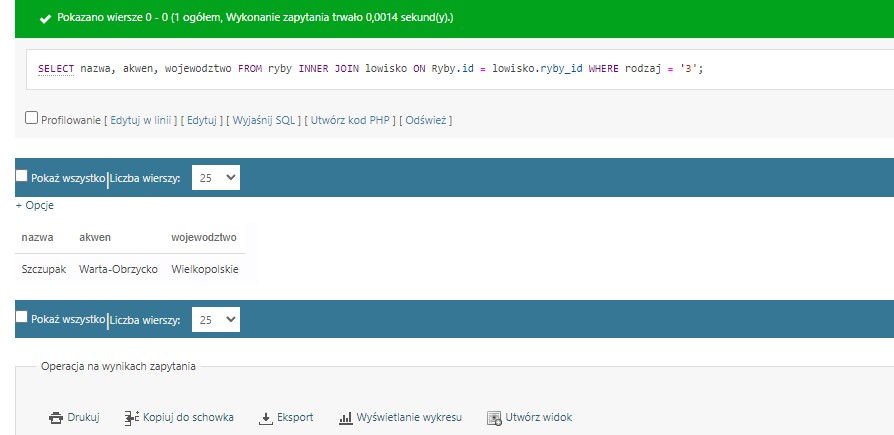 Pokazano wiersze 0 - 0 (1 ogółem, Wykonanie zapytania trwało 0,0014 sekund(y).)
SELECT nazwa, akwen, wojewodztwo FROM ryby INNER JOIN lowisko ON Ryby.id = lowisko.ryby_id WHERE rodzaj = '3';
Profilowanie [ Edytuj w linii ] [ Edytuj ] [ Wyjaśnij SQL ] [ Utwórz kod PHP ] [ Odśwież ]
Pokaż wszystko | Liczba wierszy: 25
+ Opcje
nazwa akwen wojewodztwo
Szczupak Warta-Obrzycko Wielkopolskie
Pokaż wszystko | Liczba wierszy: 25
Operacja na wynikach zapytania
Drukuj Kopiuj do schowka Eksport Wyświetlanie wykresu Utwórz widok